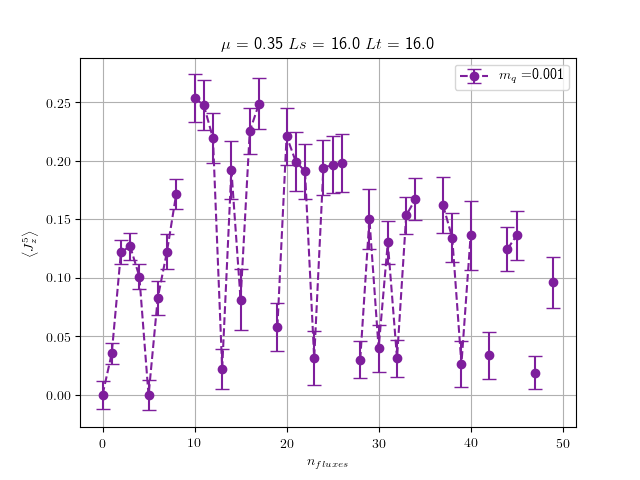 μ = 0.35 Ls = 16.0 Lt = 16.0
m_q =0.001
0.25
0.20
0.15
0.10
0.05
0.00
⟨J_z^5⟩
0 10 20 30 40 50
n_fluxes